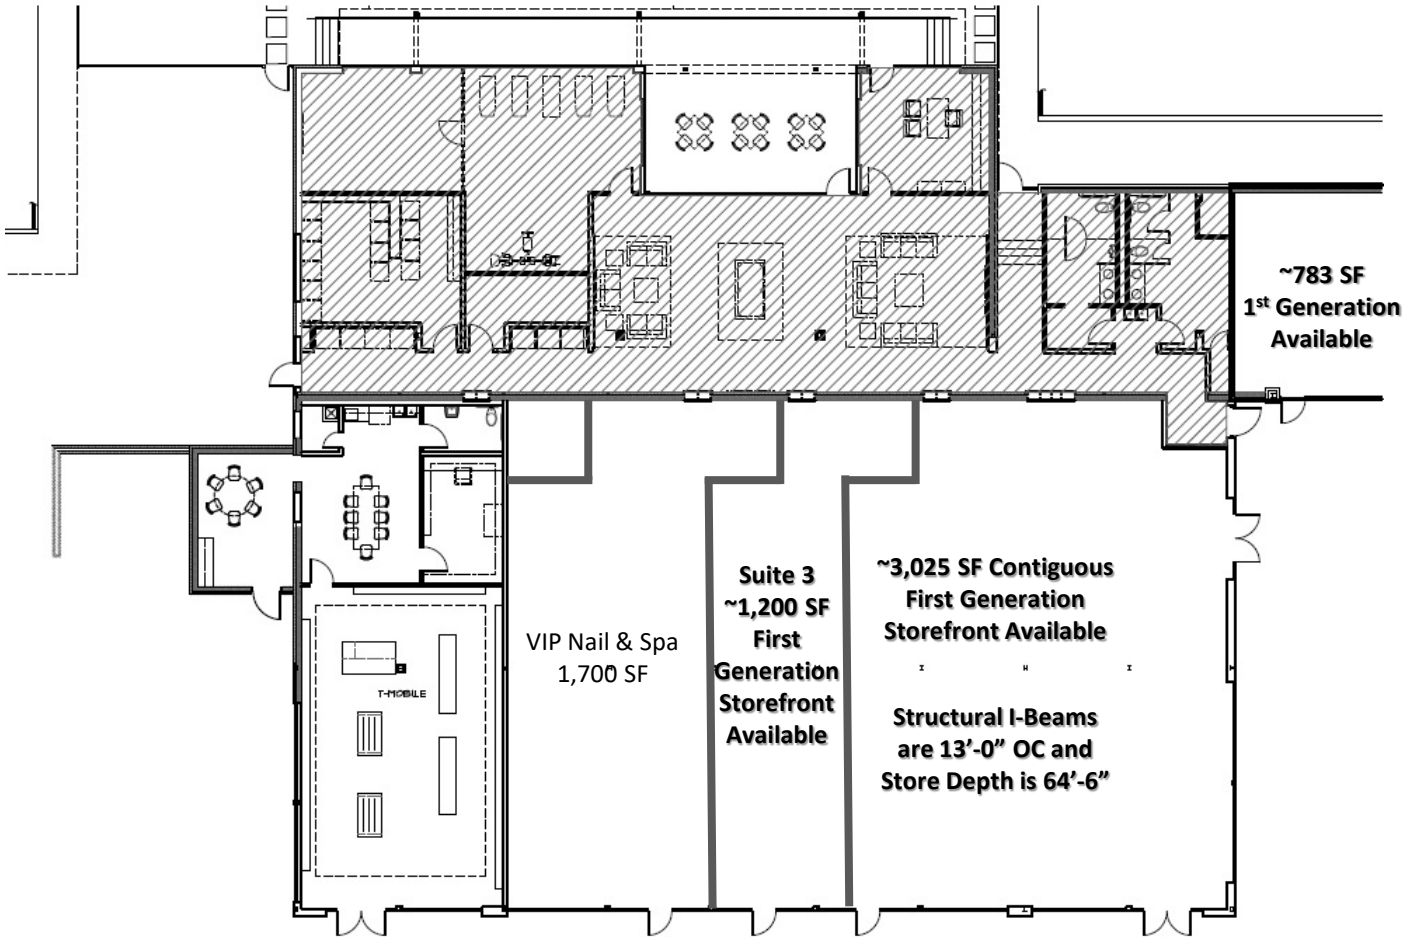 ~783 SF
1st Generation
Available
VIP Nail & Spa
1,700 SF
T-MOBILE
Suite 3
~1,200 SF
First
Generation
Storefront
Available
~3,025 SF Contiguous
First Generation
Storefront Available
Structural I-Beams
are 13’-0” OC and
Store Depth is 64’-6”